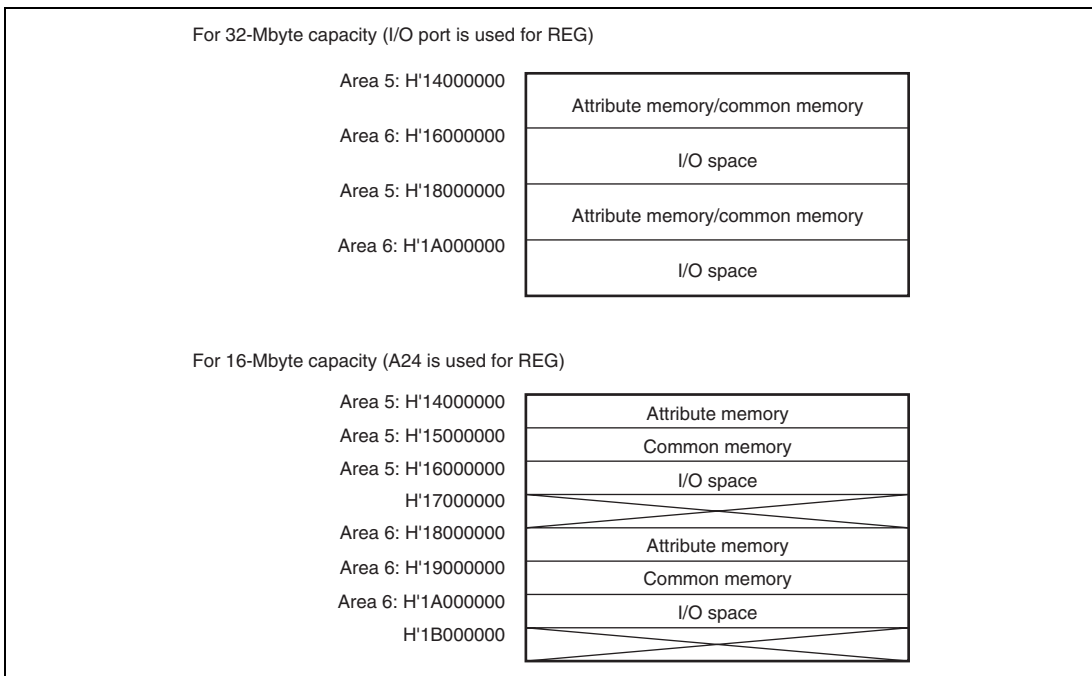 For 32-Mbyte capacity (I/O port is used for REG)
Area 5: H'14000000
Attribute memory/common memory
Area 6: H'16000000
I/O space
Area 5: H'18000000
Attribute memory/common memory
Area 6: H'1A000000
I/O space
For 16-Mbyte capacity (A24 is used for REG)
Area 5: H'14000000
Attribute memory
Area 5: H'15000000
Common memory
Area 5: H'16000000
I/O space
H'17000000
Area 6: H'18000000
Attribute memory
Area 6: H'19000000
Common memory
Area 6: H'1A000000
I/O space
H'1B000000